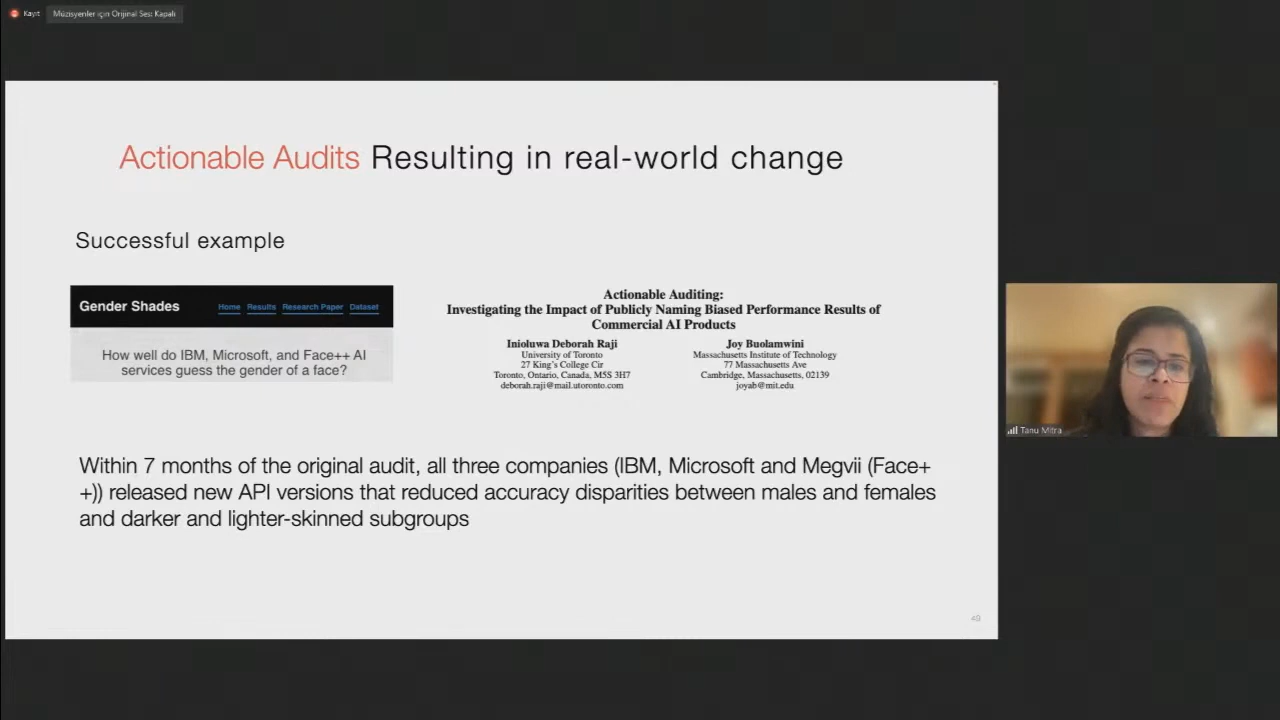 Kayıt
Müzisyenler için Orijinal Ses: Kapalı
Actionable Audits Resulting in real-world change
Successful example
Gender Shades Home Results Research Paper Dataset
How well do IBM, Microsoft, and Face++ AI
services guess the gender of a face?
Actionable Auditing:
Investigating the Impact of Publicly Naming Biased Performance Results of
Commercial AI Products
Inioluwa Deborah Raji
University of Toronto
27 King's College Cir
Toronto, Ontario, Canada, M5S 3H7
deborah.raji@mail.utoronto.com
Joy Buolamwini
Massachusetts Institute of Technology
77 Massachusetts Ave
Cambridge, Massachusetts, 02139
joyab@mit.edu
Within 7 months of the original audit, all three companies (IBM, Microsoft and Megvii (Face+
+)) released new API versions that reduced accuracy disparities between males and females
and darker and lighter-skinned subgroups
49
Tanu Mitra